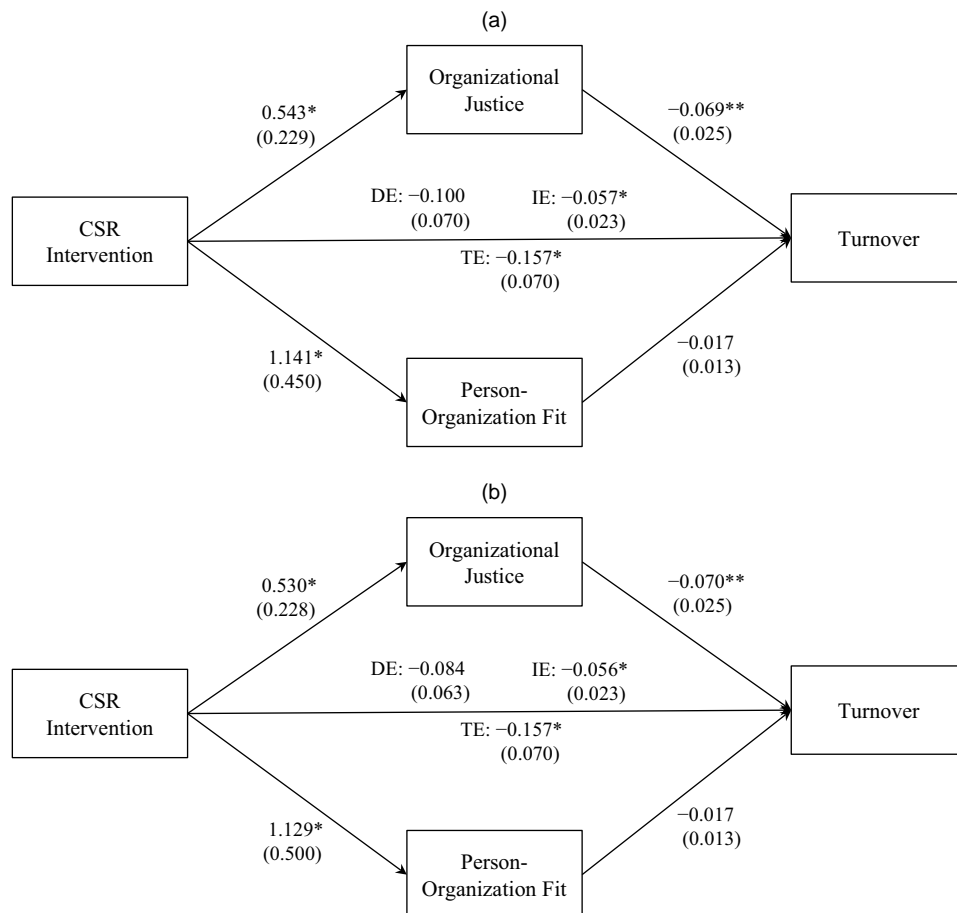 (a)
Organizational
Justice
0.543*
(0.229)
−0.069**
(0.025)
CSR
Intervention
DE: −0.100
(0.070)
IE: −0.057*
(0.023)
TE: −0.157*
(0.070)
Turnover
1.141*
(0.450)
−0.017
(0.013)
Person-
Organization Fit
(b)
Organizational
Justice
0.530*
(0.228)
−0.070**
(0.025)
CSR
Intervention
DE: −0.084
(0.063)
IE: −0.056*
(0.023)
TE: −0.157*
(0.070)
Turnover
1.129*
(0.500)
−0.017
(0.013)
Person-
Organization Fit